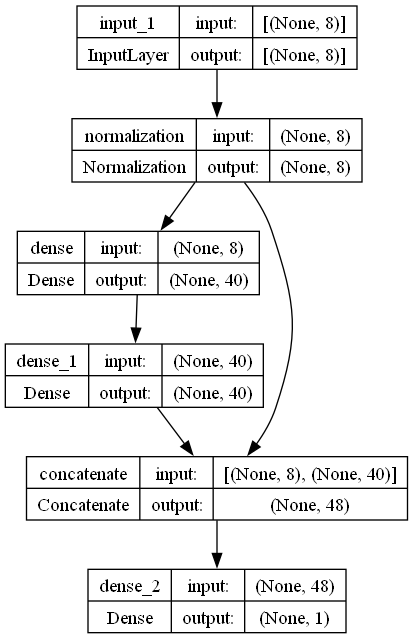 input_1 input: [(None, 8)]
InputLayer output: [(None, 8)]
normalization input: (None, 8)
Normalization output: (None, 8)
dense input: (None, 8)
Dense output: (None, 40)
dense_1 input: (None, 40)
Dense output: (None, 40)
concatenate input: [(None, 8), (None, 40)]
Concatenate output: (None, 48)
dense_2 input: (None, 48)
Dense output: (None, 1)